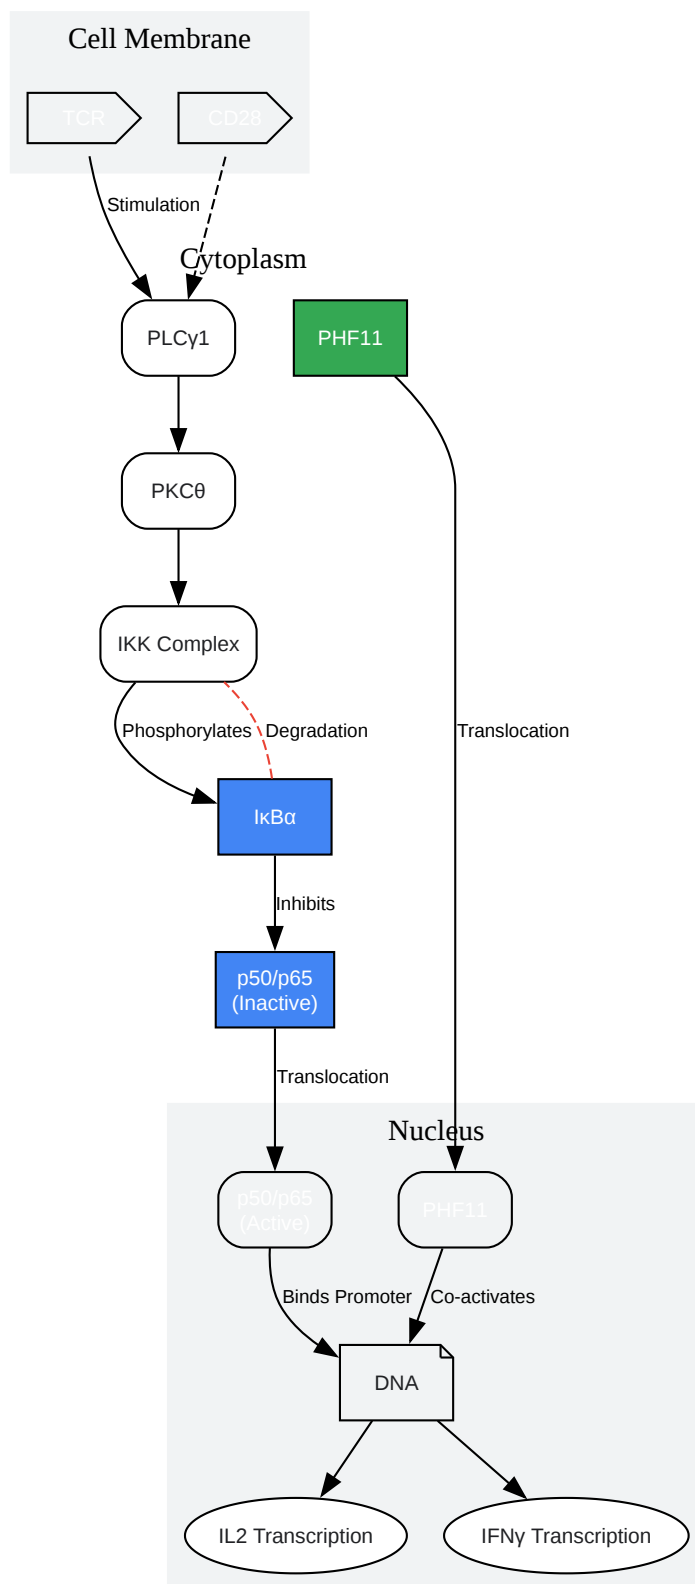 Cell Membrane
TCR
CD28
Stimulation
Cytoplasm
PLCγ1
PHF11
PKCθ
IKK Complex
Phosphorylates
Degradation
Translocation
IκBα
Inhibits
p50/p65
(Inactive)
Translocation
Nucleus
p50/p65
(Active)
PHF11
Binds Promoter
Co-activates
DNA
IL2 Transcription
IFNγ Transcription